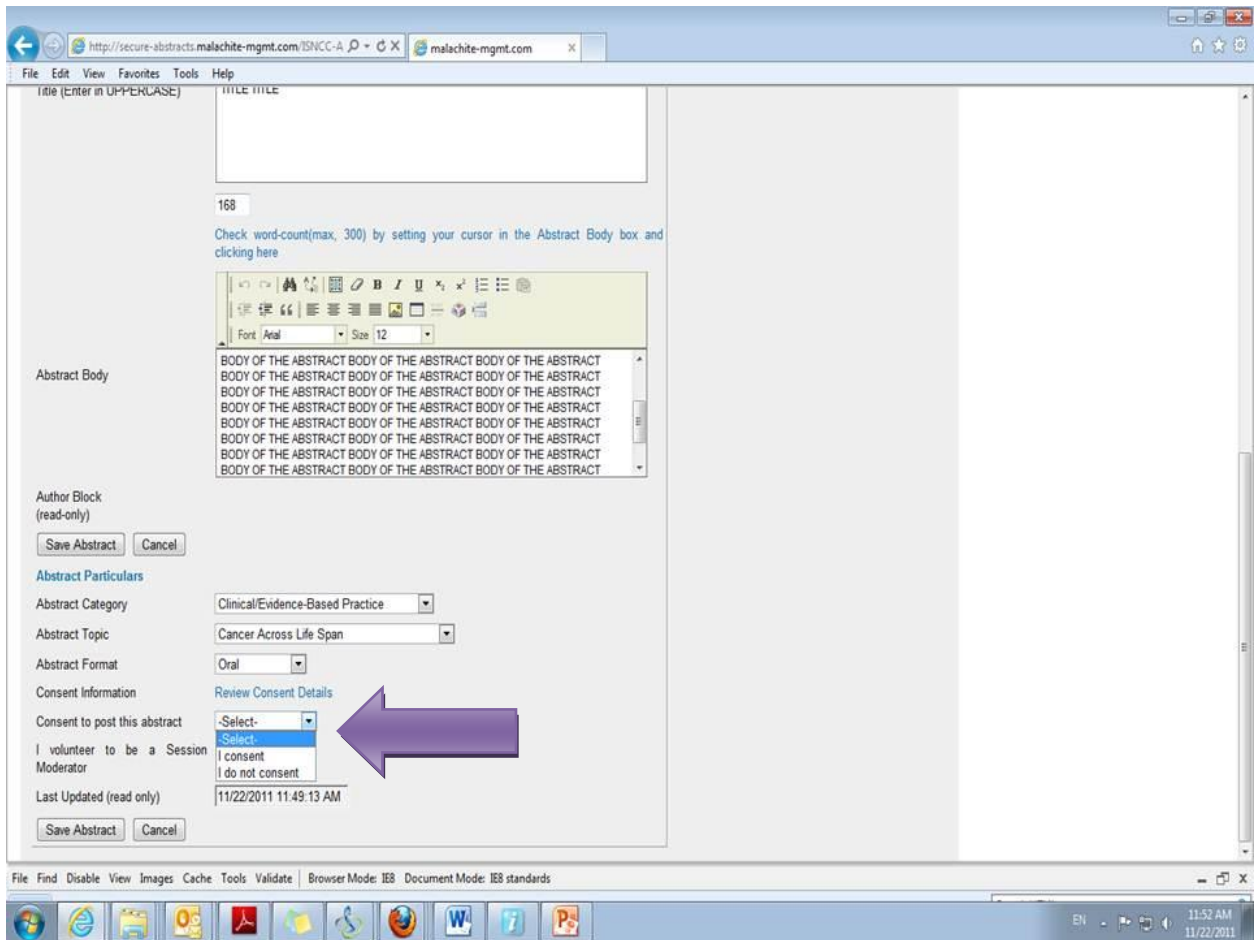 http://secure-abstracts.malachite-mgmt.com/ISNCC-A
malachite-mgmt.com
File Edit View Favorites Tools Help
Title (Enter in UPPERCASE)
TITLE TITLE
168
Check word-count(max, 300) by setting your cursor in the Abstract Body box and
clicking here
B I U x₂ x²
Font Arial Size 12
Abstract Body
BODY OF THE ABSTRACT BODY OF THE ABSTRACT BODY OF THE ABSTRACT
BODY OF THE ABSTRACT BODY OF THE ABSTRACT BODY OF THE ABSTRACT
BODY OF THE ABSTRACT BODY OF THE ABSTRACT BODY OF THE ABSTRACT
BODY OF THE ABSTRACT BODY OF THE ABSTRACT BODY OF THE ABSTRACT
BODY OF THE ABSTRACT BODY OF THE ABSTRACT BODY OF THE ABSTRACT
BODY OF THE ABSTRACT BODY OF THE ABSTRACT BODY OF THE ABSTRACT
BODY OF THE ABSTRACT BODY OF THE ABSTRACT BODY OF THE ABSTRACT
BODY OF THE ABSTRACT BODY OF THE ABSTRACT BODY OF THE ABSTRACT
Author Block
(read-only)
Save Abstract Cancel
Abstract Particulars
Abstract Category Clinical/Evidence-Based Practice
Abstract Topic Cancer Across Life Span
Abstract Format Oral
Consent Information Review Consent Details
Consent to post this abstract -Select-
-Select-
I consent
I do not consent
I volunteer to be a Session
Moderator
Last Updated (read only) 11/22/2011 11:49:13 AM
Save Abstract Cancel
File Find Disable View Images Cache Tools Validate Browser Mode: IE8 Document Mode: IE8 standards
EN
11:52 AM
11/22/2011